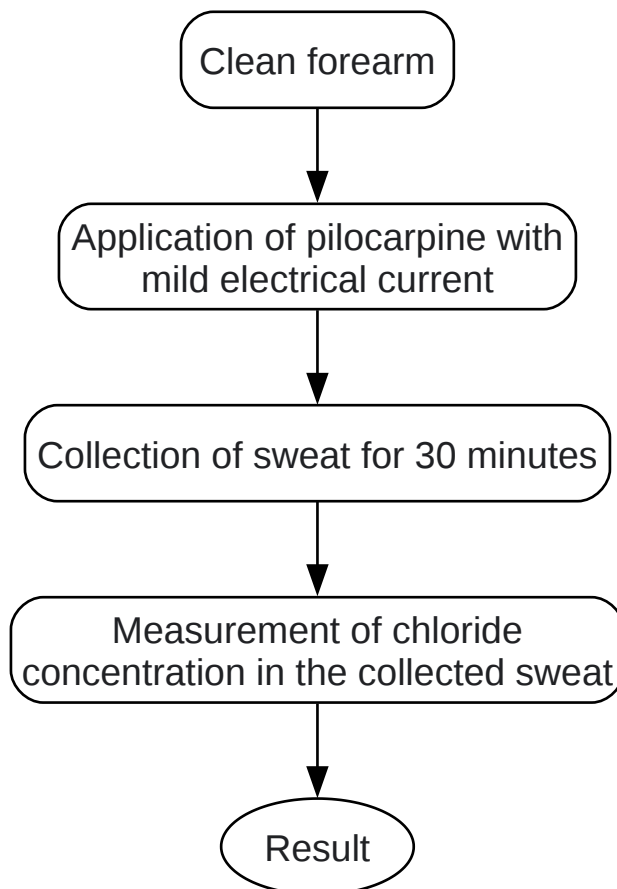 Clean forearm
Application of pilocarpine with
mild electrical current
Collection of sweat for 30 minutes
Measurement of chloride
concentration in the collected sweat
Result